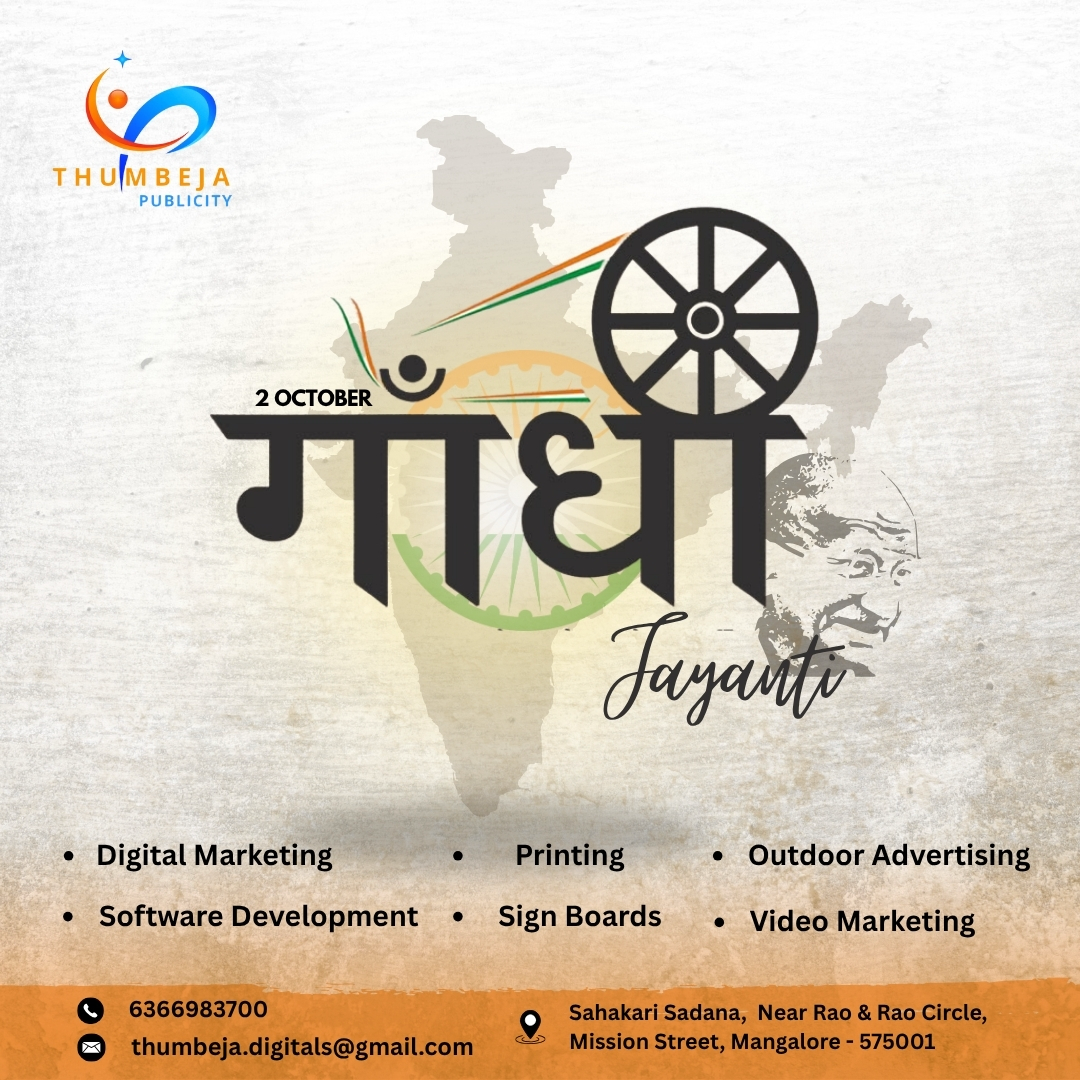 THUMBEJA
PUBLICITY
2 OCTOBER
गांधी
Jayanti
• Digital Marketing
• Printing
• Outdoor Advertising
• Software Development
• Sign Boards
• Video Marketing
6366983700
thumbeja.digitals@gmail.com
Sahakari Sadana, Near Rao & Rao Circle,
Mission Street, Mangalore - 575001